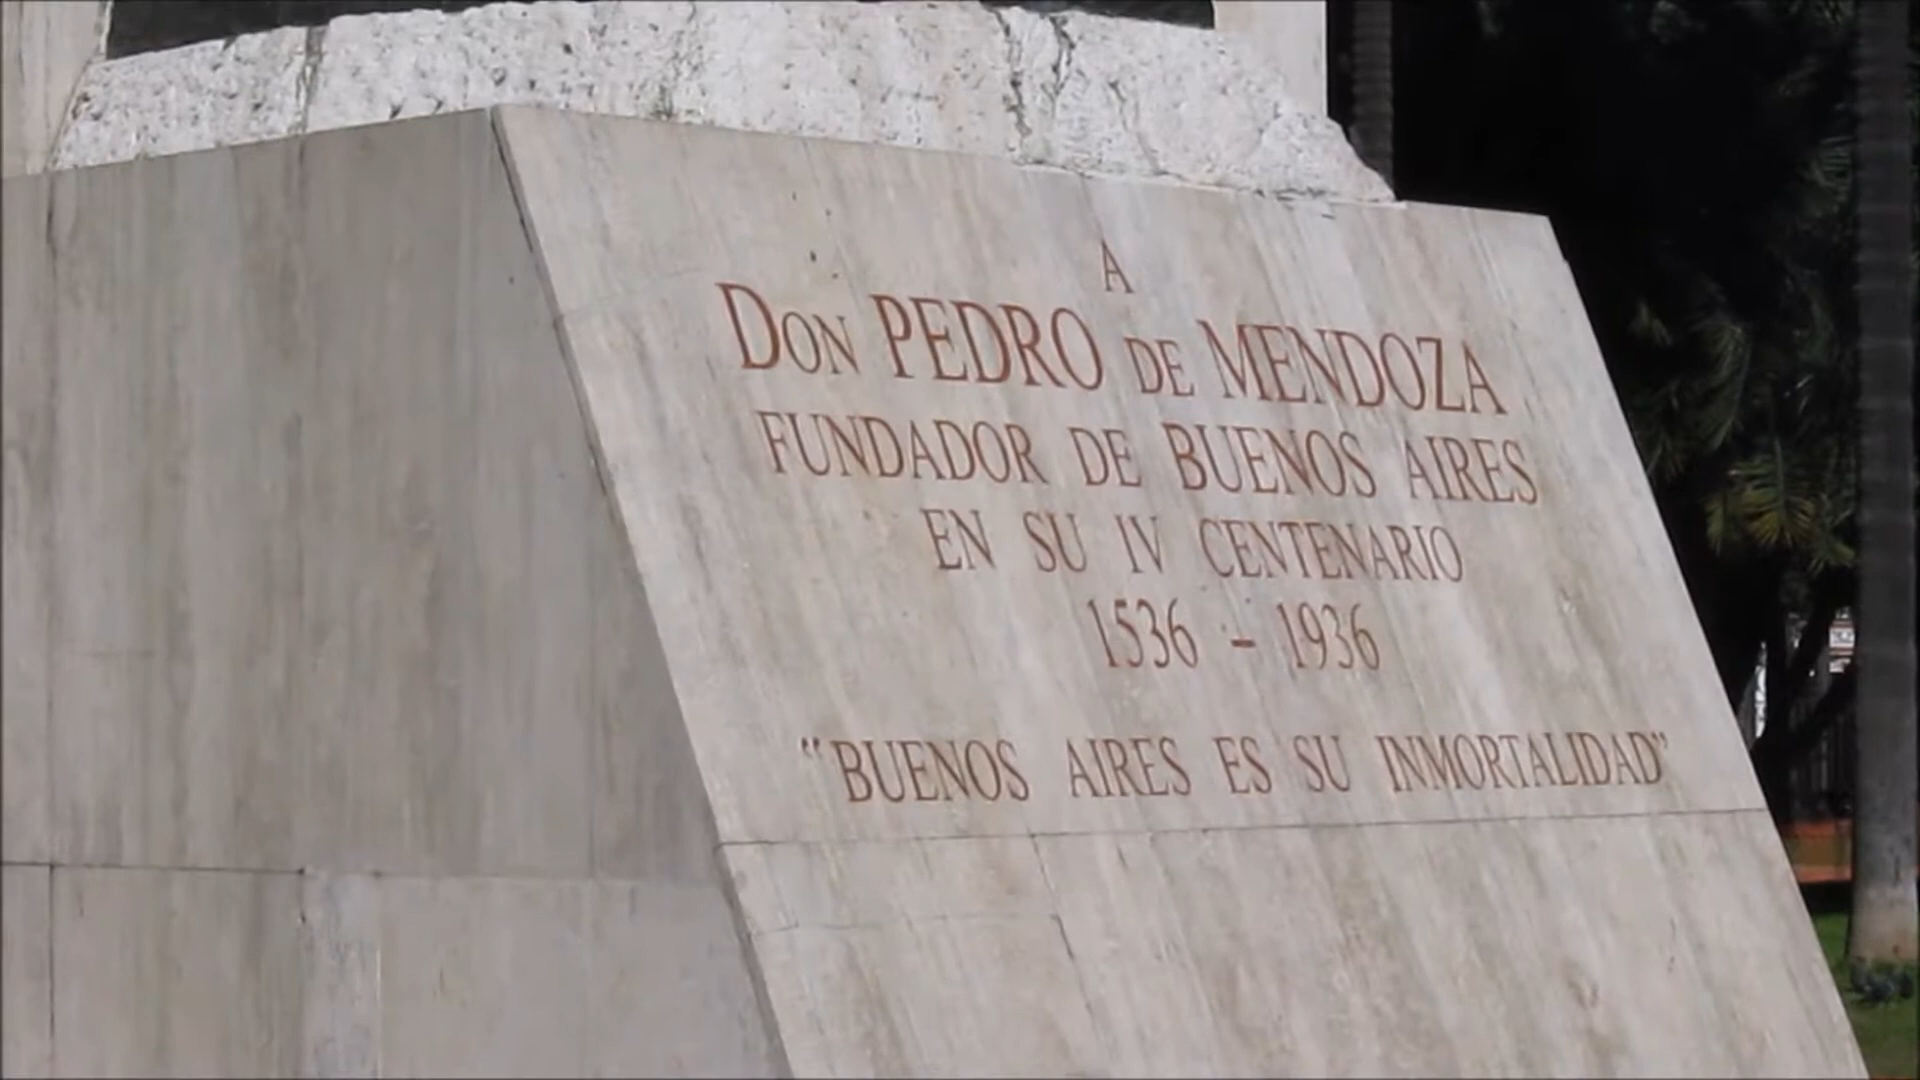 A
DON PEDRO DE MENDOZA
FUNDADOR DE BUENOS AIRES
EN SU IV CENTENARIO
1536 - 1936
"BUENOS AIRES ES SU INMORTALIDAD"